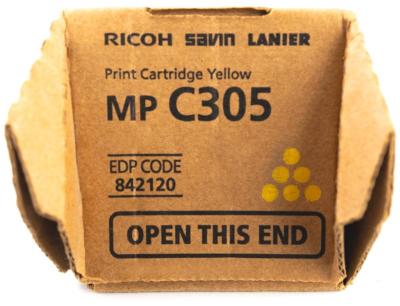 RICOH savin LANIER
Print Cartridge Yellow
MP C305
EDP CODE
842120
OPEN THIS END